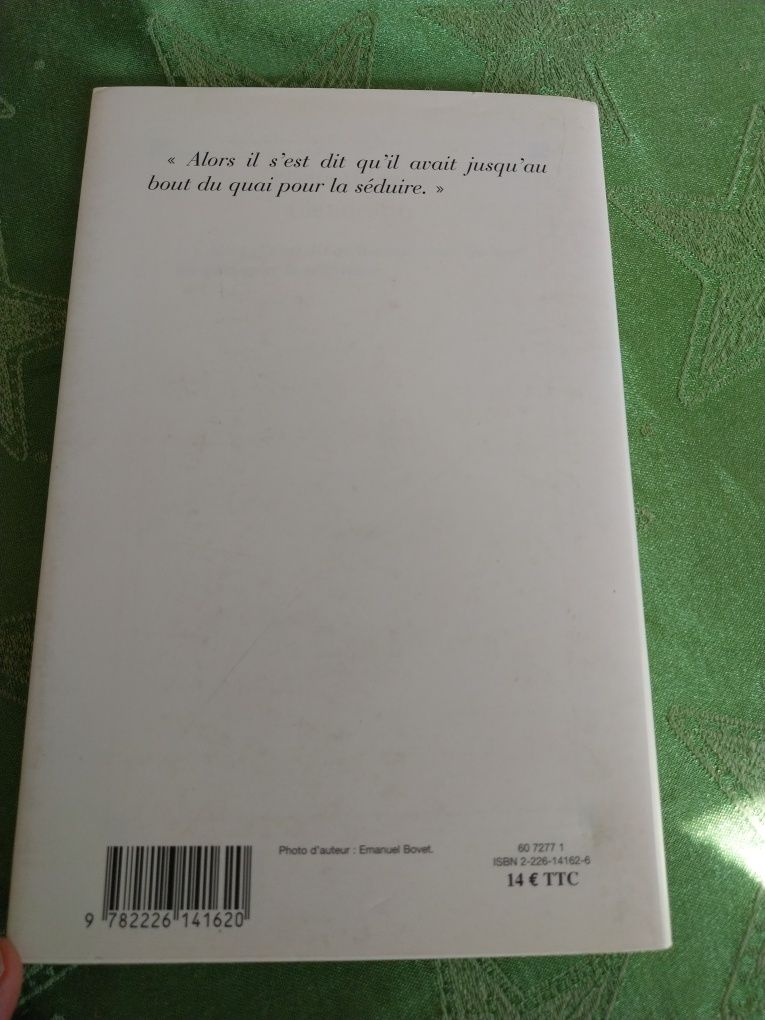 « Alors il s'est dit qu'il avait jusqu'au
bout du quai pour la séduire. »
Photo d'auteur : Emanuel Bovet.
60 7277 1
ISBN 2-226-14162-6
14 € TTC
9 782226 141620